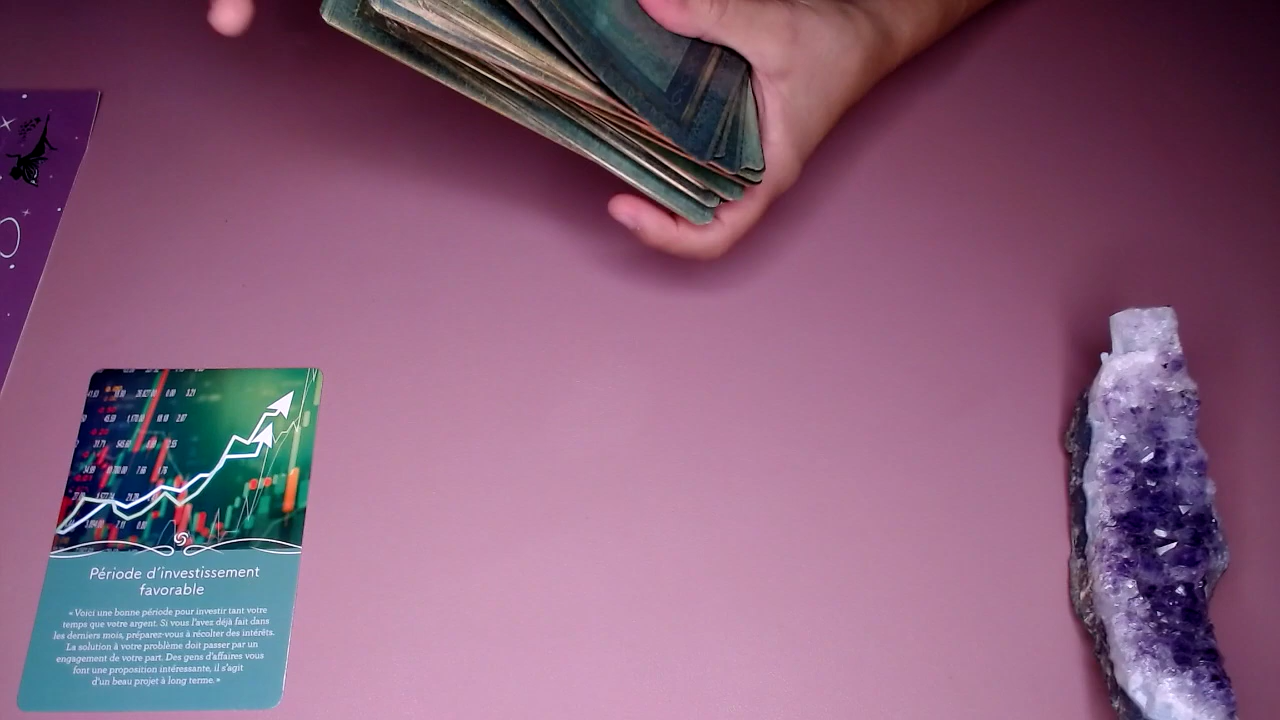 Période d'investissement
favorable
« Voici une bonne période pour investir tant votre
temps que votre argent. Si vous l'avez déjà fait dans
les derniers mois, préparez-vous à récolter des intérêts.
La solution à votre problème doit passer par un
engagement de votre part. Des gens d'affaires vous
font une proposition intéressante, il s'agit
d'un beau projet à long terme. »